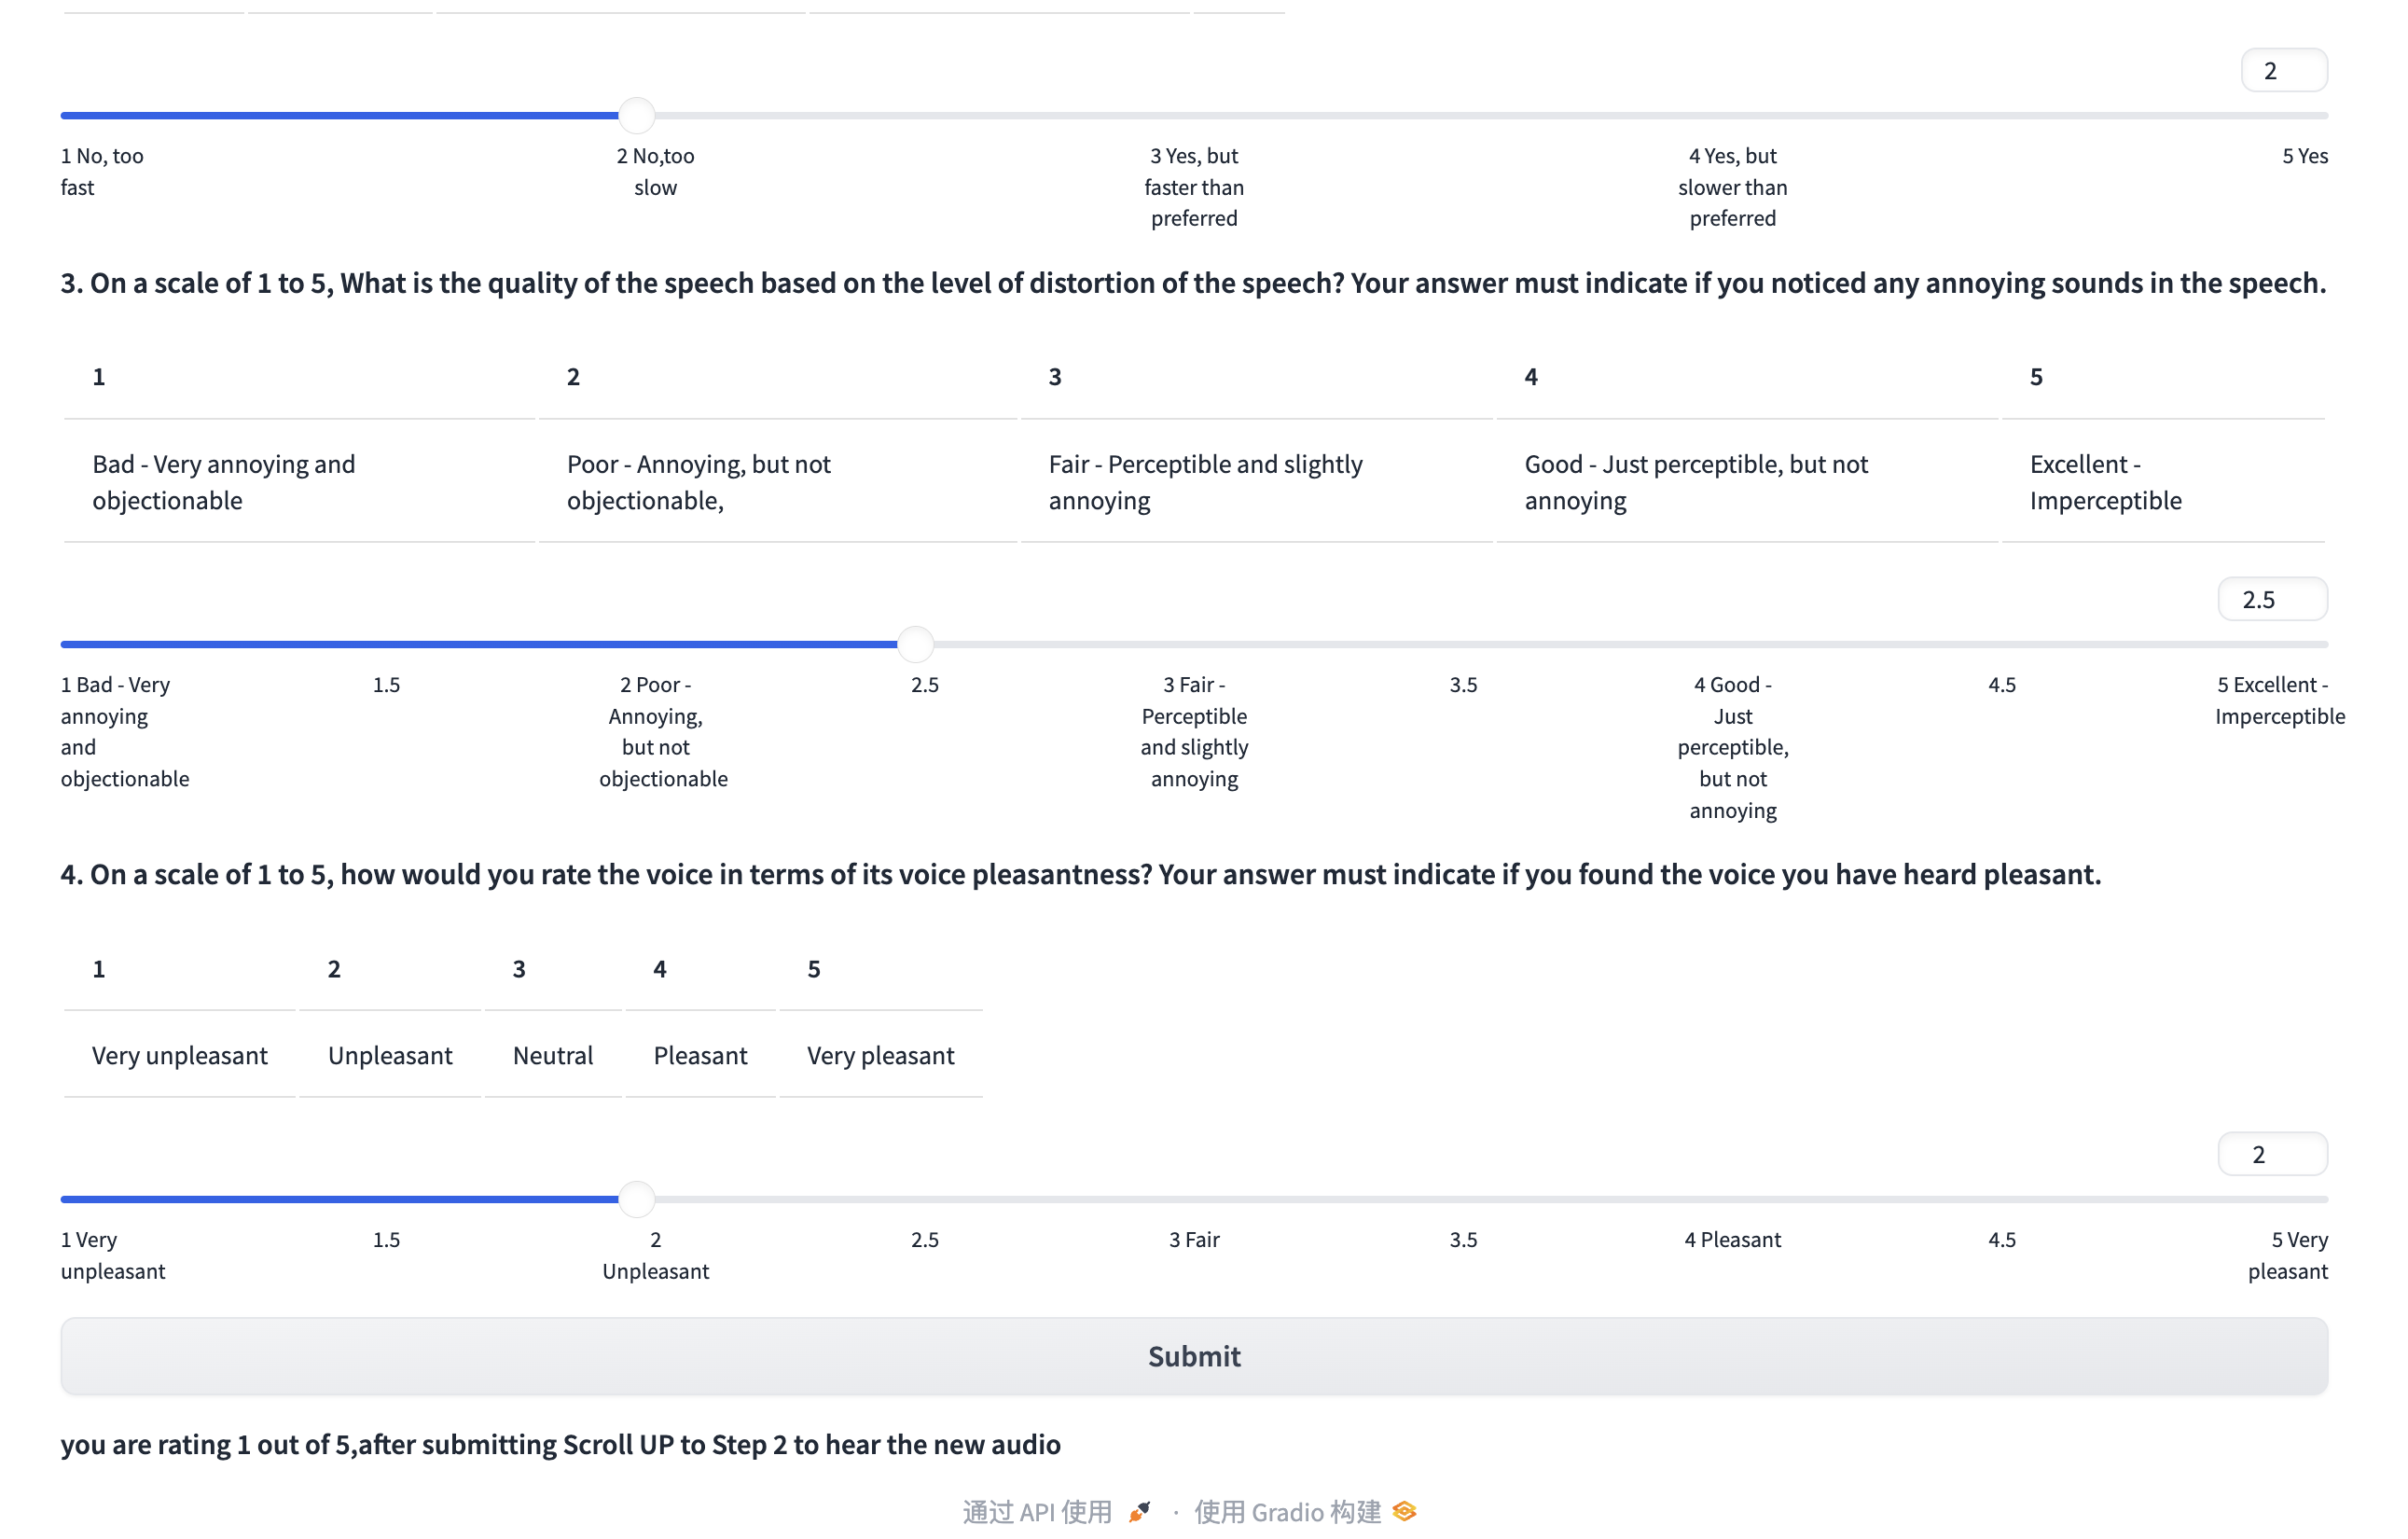 2
1 No, too
fast
2 No,too
slow
3 Yes, but
faster than
preferred
4 Yes, but
slower than
preferred
5 Yes
3. On a scale of 1 to 5, What is the quality of the speech based on the level of distortion of the speech? Your answer must indicate if you noticed any annoying sounds in the speech.
1 2 3 4 5
Bad - Very annoying and
objectionable
Poor - Annoying, but not
objectionable,
Fair - Perceptible and slightly
annoying
Good - Just perceptible, but not
annoying
Excellent -
Imperceptible
2.5
1 Bad - Very
annoying
and
objectionable
1.5
2 Poor -
Annoying,
but not
objectionable
2.5
3 Fair -
Perceptible
and slightly
annoying
3.5
4 Good -
Just
perceptible,
but not
annoying
4.5
5 Excellent -
Imperceptible
4. On a scale of 1 to 5, how would you rate the voice in terms of its voice pleasantness? Your answer must indicate if you found the voice you have heard pleasant.
1 2 3 4 5
Very unpleasant Unpleasant Neutral Pleasant Very pleasant
2
1 Very
unpleasant
1.5
2
Unpleasant
2.5
3 Fair
3.5
4 Pleasant
4.5
5 Very
pleasant
Submit
you are rating 1 out of 5,after submitting Scroll UP to Step 2 to hear the new audio
通过 API 使用 · 使用 Gradio 构建